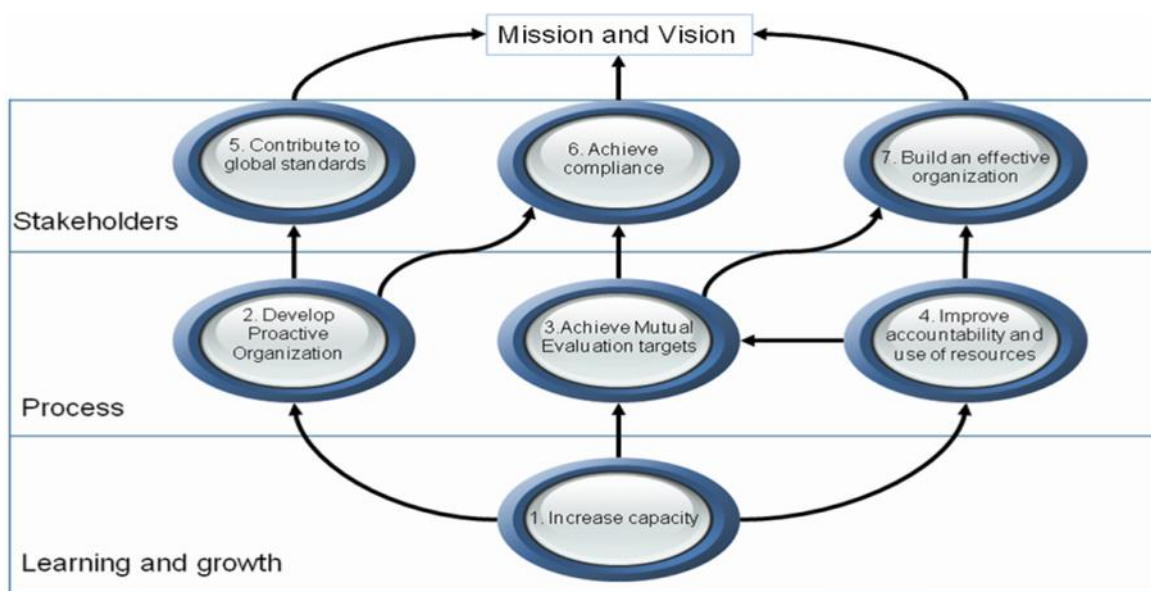 Mission and Vision
5. Contribute to
global standards
6. Achieve
compliance
7. Build an effective
organization
Stakeholders
2. Develop
Proactive
Organization
3.Achieve Mutual
Evaluation targets
4. Improve
accountability and
use of resources
Process
1. Increase capacity
Learning and growth